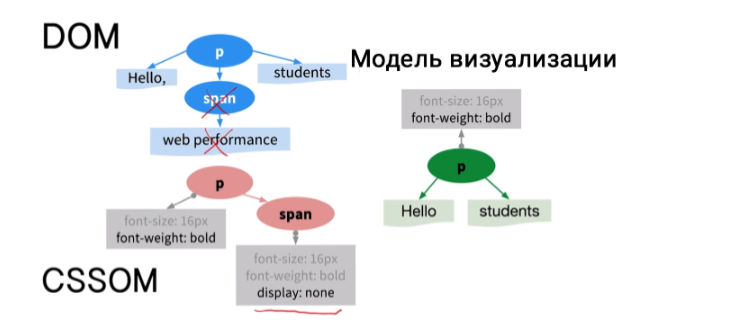 DOM
p
Hello,
students
span
web performance
p
font-size: 16px
font-weight: bold
span
font-size: 16px
font-weight: bold
display: none
CSSOM
Модель визуализации
font-size: 16px
font-weight: bold
p
Hello
students